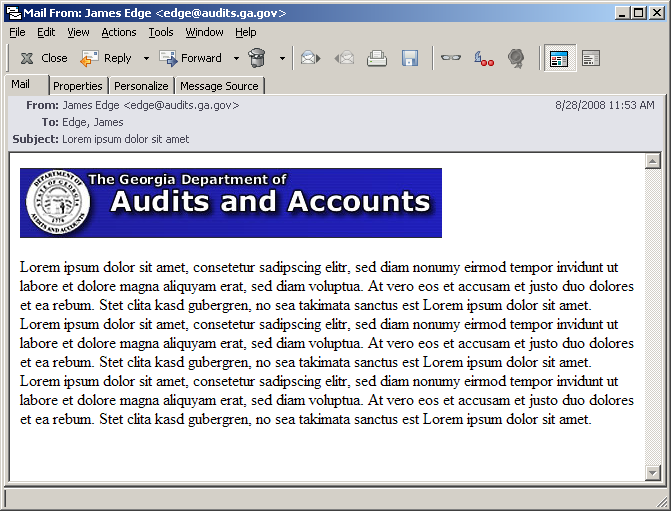 Mail From: James Edge <edge@audits.ga.gov>
File Edit View Actions Tools Window Help
Close Reply Forward
Mail Properties Personalize Message Source
From: James Edge <edge@audits.ga.gov> 8/28/2008 11:53 AM
To: Edge, James
Subject: Lorem ipsum dolor sit amet
The Georgia Department of
Audits and Accounts
DEPARTMENT OF
STATE OF GEORGIA
1776
AUDITS AND ACCOUNTS
Lorem ipsum dolor sit amet, consetetur sadipscing elitr, sed diam nonumy eirmod tempor invidunt ut
labore et dolore magna aliquyam erat, sed diam voluptua. At vero eos et accusam et justo duo dolores
et ea rebum. Stet clita kasd gubergren, no sea takimata sanctus est Lorem ipsum dolor sit amet.
Lorem ipsum dolor sit amet, consetetur sadipscing elitr, sed diam nonumy eirmod tempor invidunt ut
labore et dolore magna aliquyam erat, sed diam voluptua. At vero eos et accusam et justo duo dolores
et ea rebum. Stet clita kasd gubergren, no sea takimata sanctus est Lorem ipsum dolor sit amet.
Lorem ipsum dolor sit amet, consetetur sadipscing elitr, sed diam nonumy eirmod tempor invidunt ut
labore et dolore magna aliquyam erat, sed diam voluptua. At vero eos et accusam et justo duo dolores
et ea rebum. Stet clita kasd gubergren, no sea takimata sanctus est Lorem ipsum dolor sit amet.